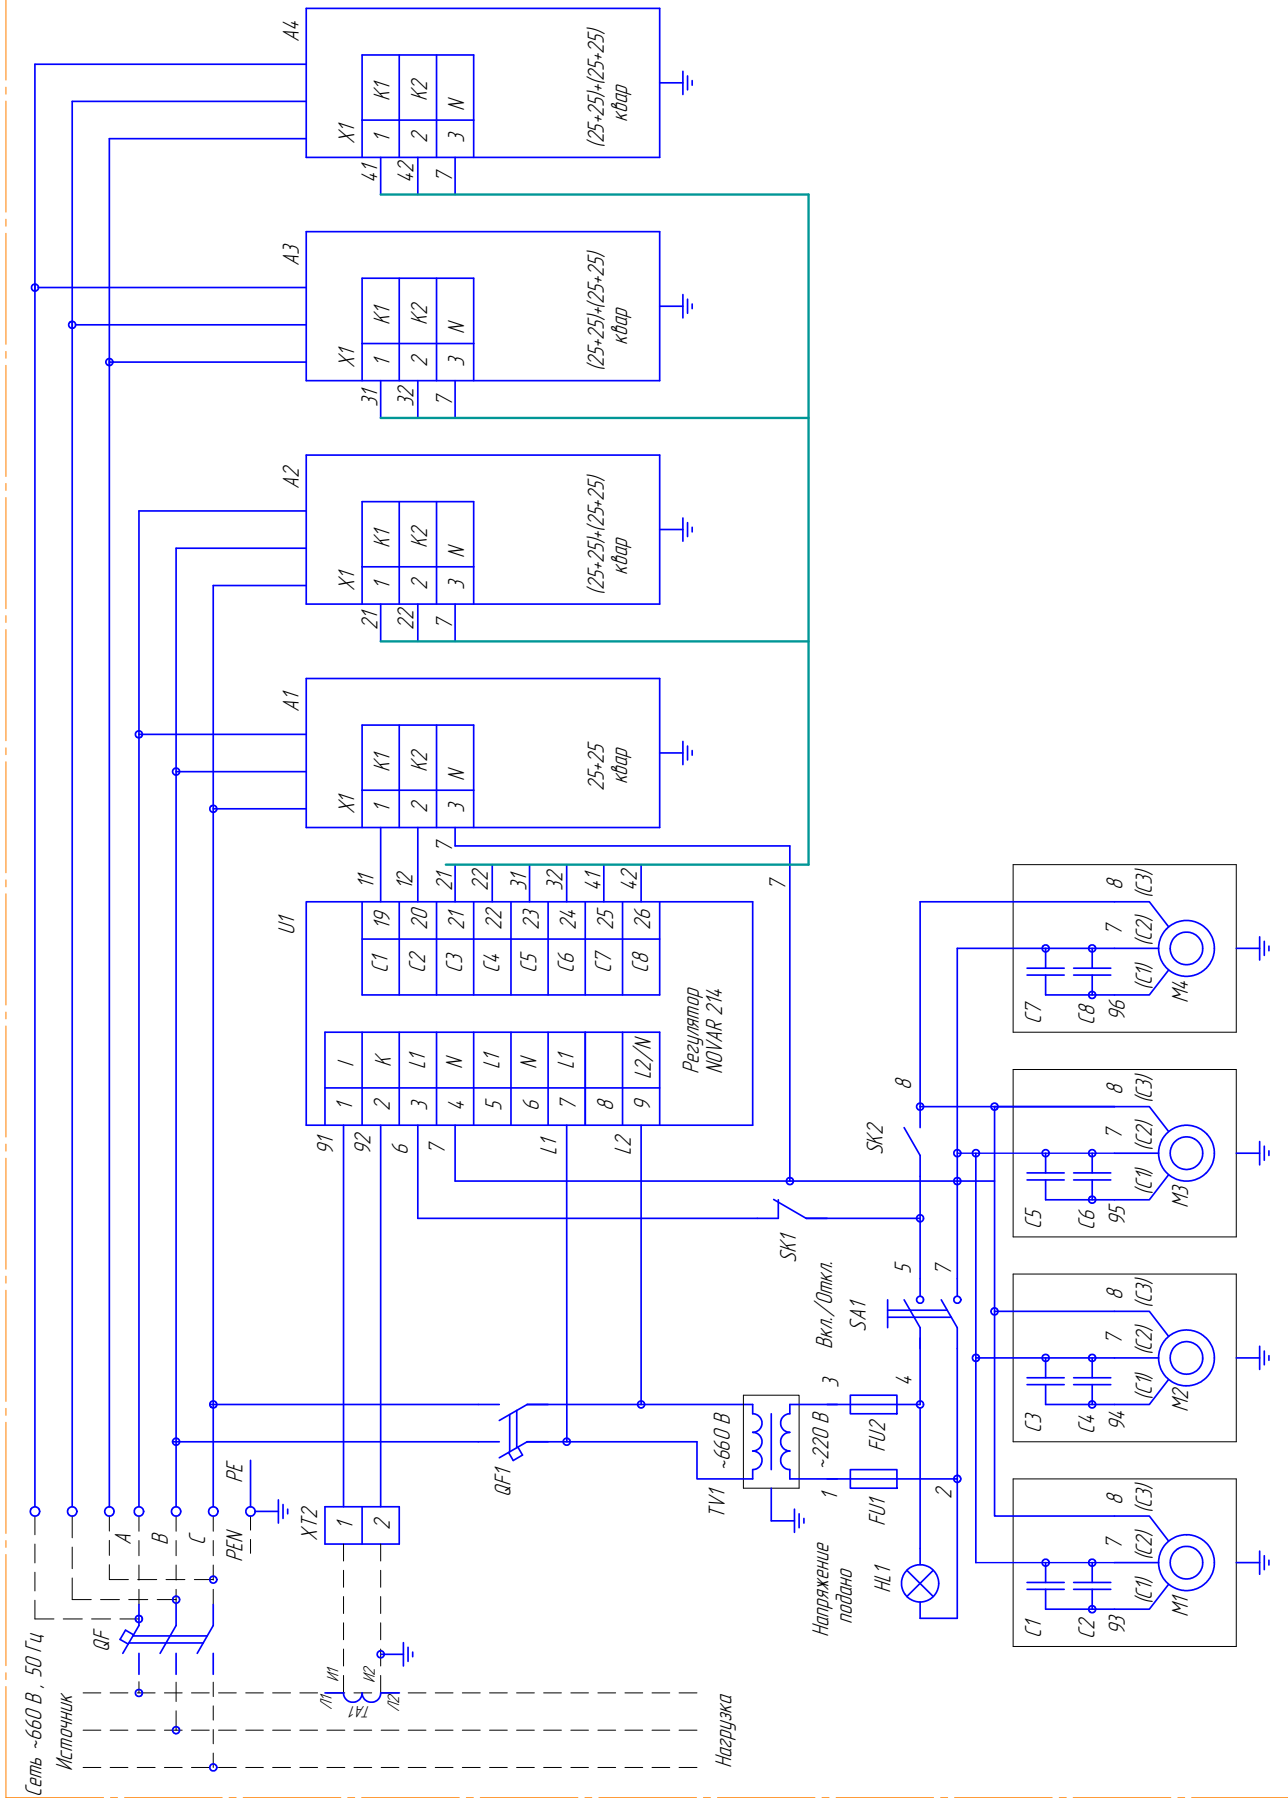 Сеть ~660 В, 50 Гц
Источник
Нагрузка
QF
A
B
C
PEN
PE
Л1
И1
ТА1
И2
Л2
XT2
1
2
91
92
6
7
L1
L2
U1
1 I
2 K
3 L1
4 N
5 L1
6 N
7 L1
8
9 L2/N
C1 19
C2 20
C3 21
C4 22
C5 23
C6 24
C7 25
C8 26
Регулятор
NOVAR 214
11
12
21
22
31
32
41
42
7
7
A1
X1
1 K1
2 K2
3 N
25+25
квар
A2
X1
21
22
7
1 K1
2 K2
3 N
(25+25)+(25+25)
квар
A3
X1
31
32
7
1 K1
2 K2
3 N
(25+25)+(25+25)
квар
A4
X1
41
42
7
1 K1
2 K2
3 N
(25+25)+(25+25)
квар
QF1
TV1
~660 В
~220 В
1
3
FU1
FU2
2
4
Напряжение
подано
HL1
Вкл./Откл.
SA1
5
7
SK1
SK2
8
C1
C2
93
(C1)
7
(C2)
8
(C3)
M1
C3
C4
94
(C1)
7
(C2)
8
(C3)
M2
C5
C6
95
(C1)
7
(C2)
8
(C3)
M3
C7
C8
96
(C1)
7
(C2)
8
(C3)
M4